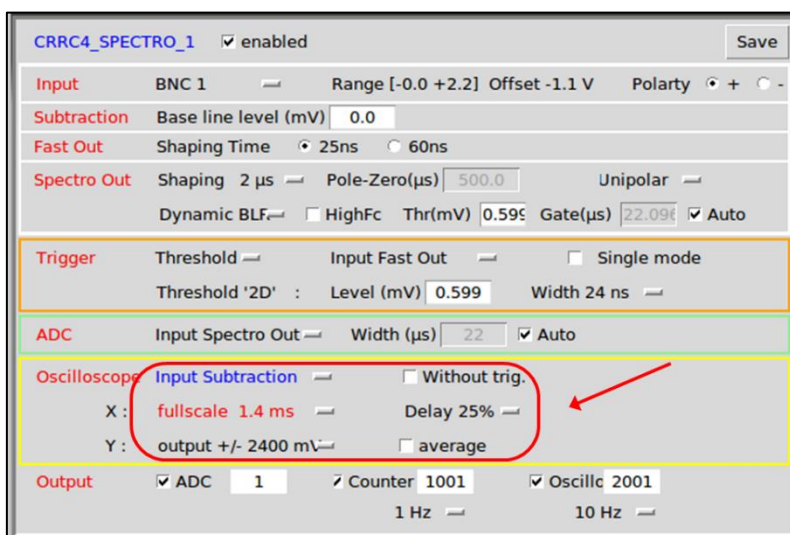 CRRC4_SPECTRO_1 enabled Save
Input BNC 1 Range [-0.0 +2.2] Offset -1.1 V Polarty + -
Subtraction Base line level (mV) 0.0
Fast Out Shaping Time 25ns 60ns
Spectro Out Shaping 2 µs Pole-Zero(µs) 500.0 Unipolar
Dynamic BLF HighFc Thr(mV) 0.599 Gate(µs) 22.096 Auto
Trigger Threshold Input Fast Out Single mode
Threshold '2D' : Level (mV) 0.599 Width 24 ns
ADC Input Spectro Out Width (µs) 22 Auto
Oscilloscope Input Subtraction Without trig.
X : fullscale 1.4 ms Delay 25%
Y : output +/- 2400 mV average
Output ADC 1 Counter 1001 Oscillo 2001
1 Hz 10 Hz